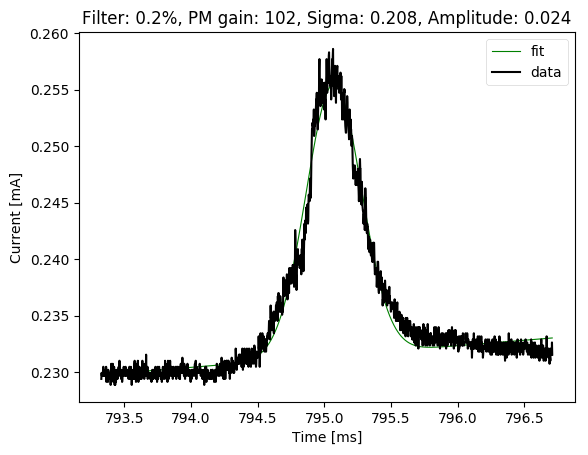 Filter: 0.2%, PM gain: 102, Sigma: 0.208, Amplitude: 0.024
0.260
fit
data
0.255
0.250
0.245
0.240
0.235
0.230
Current [mA]
793.5 794.0 794.5 795.0 795.5 796.0 796.5
Time [ms]